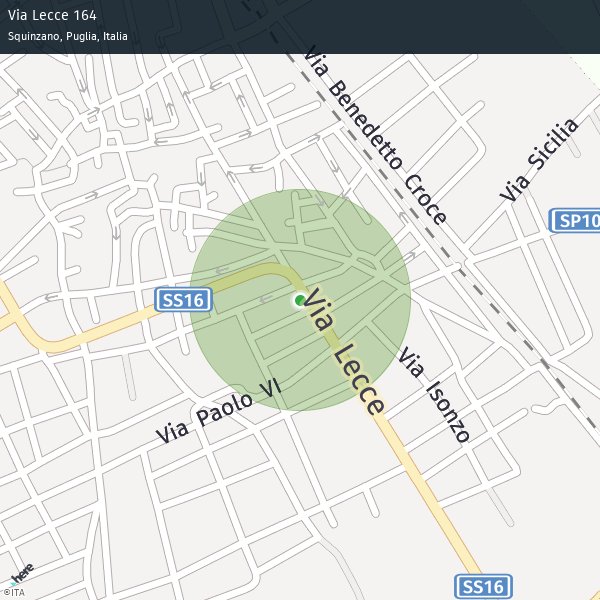 Via Lecce 164
Squinzano, Puglia, Italia
Via Benedetto Croce
Via Sicilia
SP10
SS16
Via Lecce
Via Isonzo
Via Paolo VI
SS16
here
©ITA